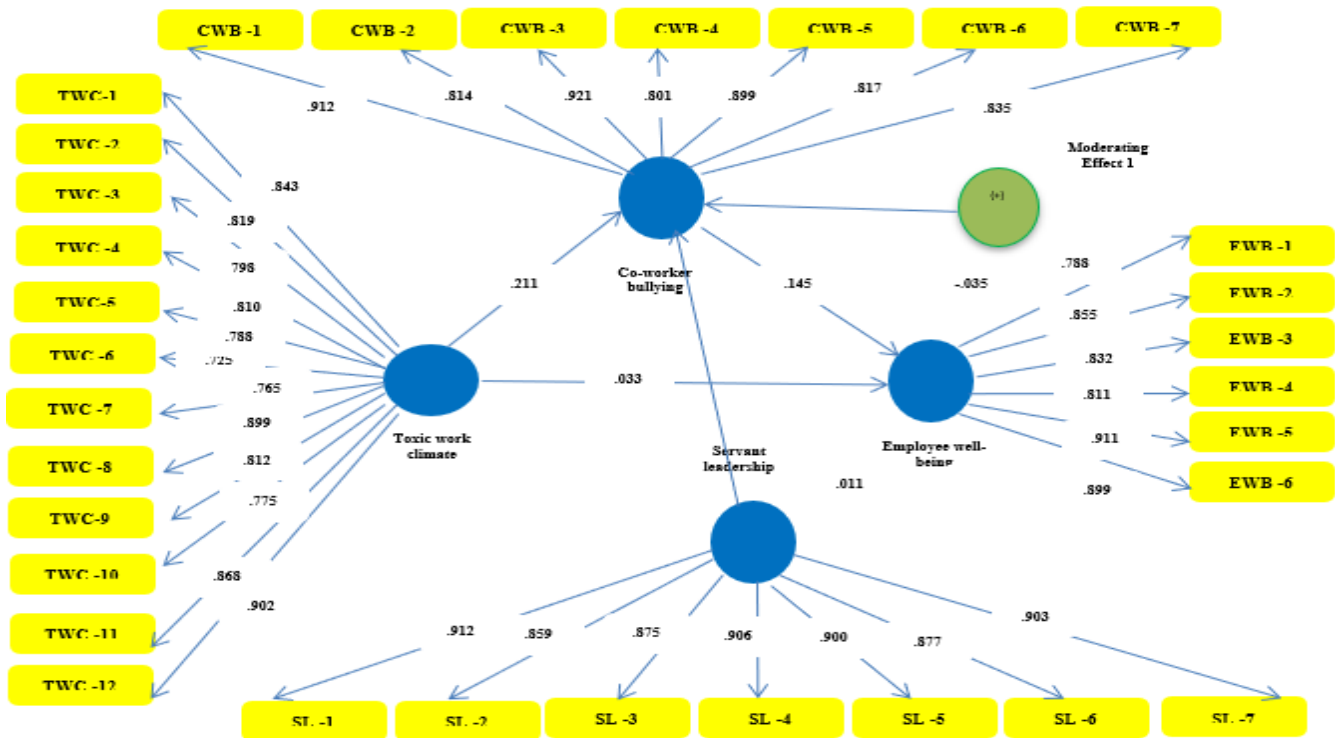 CWB -1
CWB -2
CWB -3
CWB -4
CWB -5
CWB -6
CWB -7
.912
.814
.921
.801
.899
.817
.835
TWC-1
TWC -2
TWC -3
TWC -4
TWC-5
TWC -6
TWC -7
TWC -8
TWC-9
TWC -10
TWC -11
TWC -12
.843
.819
798
.810
.788
.725
.765
.899
.812
.775
.868
.902
Moderating
Effect 1
{+}
Co-worker
bullying
.211
.145
-.035
.033
Toxic work
climate
Servant
leadership
Employee well-
being
.011
.788
.855
.832
.811
.911
.899
EWB -1
EWB -2
EWB -3
EWB -4
EWB -5
EWB -6
.912
.859
.875
.906
.900
.877
.903
SL -1
SL -2
SL -3
SL -4
SL -5
SL -6
SL -7